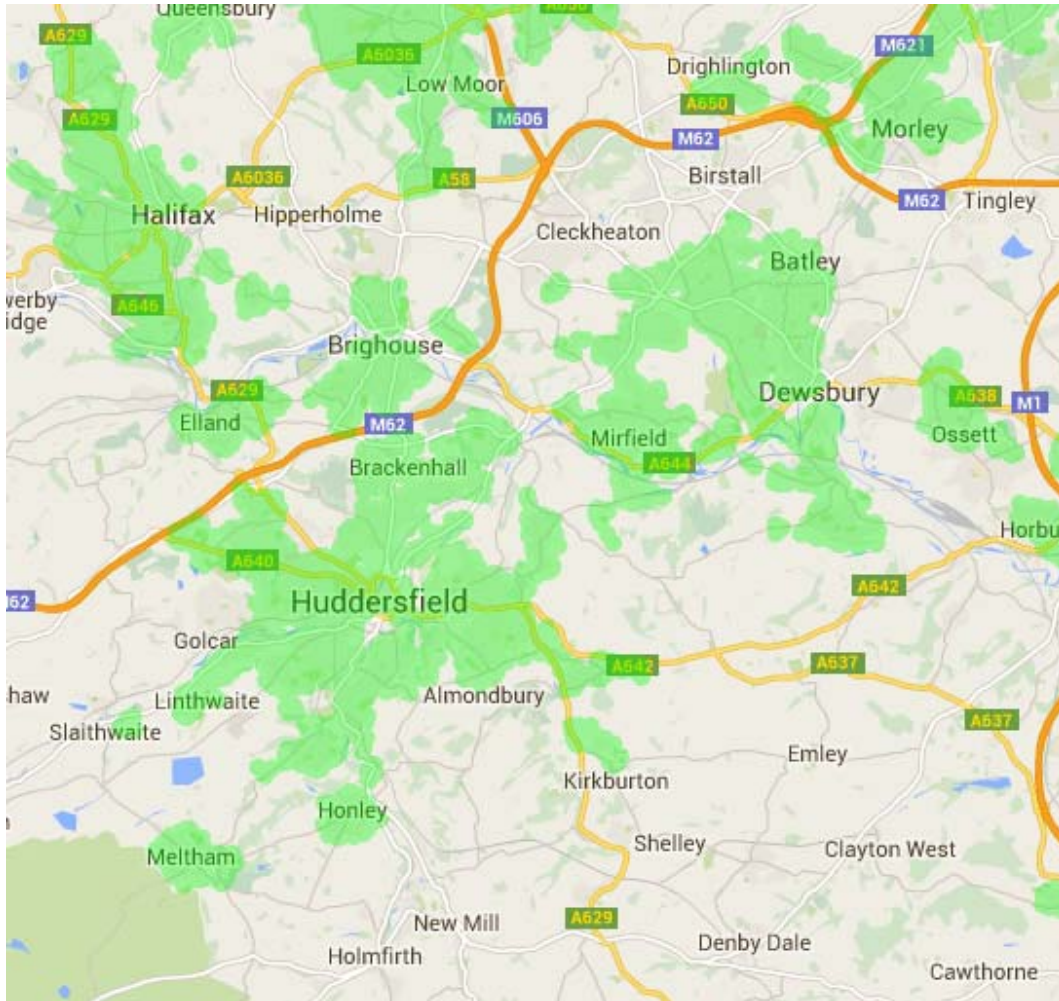 Queensbury
A650
A629
M621
A6036
Drighlington
Low Moor
A650
A629
M606
M62
Morley
Birstall
A6036
A58
M62
Tingley
Halifax
Hipperholme
Cleckheaton
Batley
A646
Brighouse
A629
Dewsbury
A638
M1
Elland
M62
Mirfield
Ossett
Brackenhall
A644
A640
A642
Huddersfield
Golcar
A642
A637
Linthwaite
Almondbury
Slaithwaite
A637
Emley
Kirkburton
Honley
Meltham
Shelley
Clayton West
New Mill
A629
Holmfirth
Denby Dale
Cawthorne